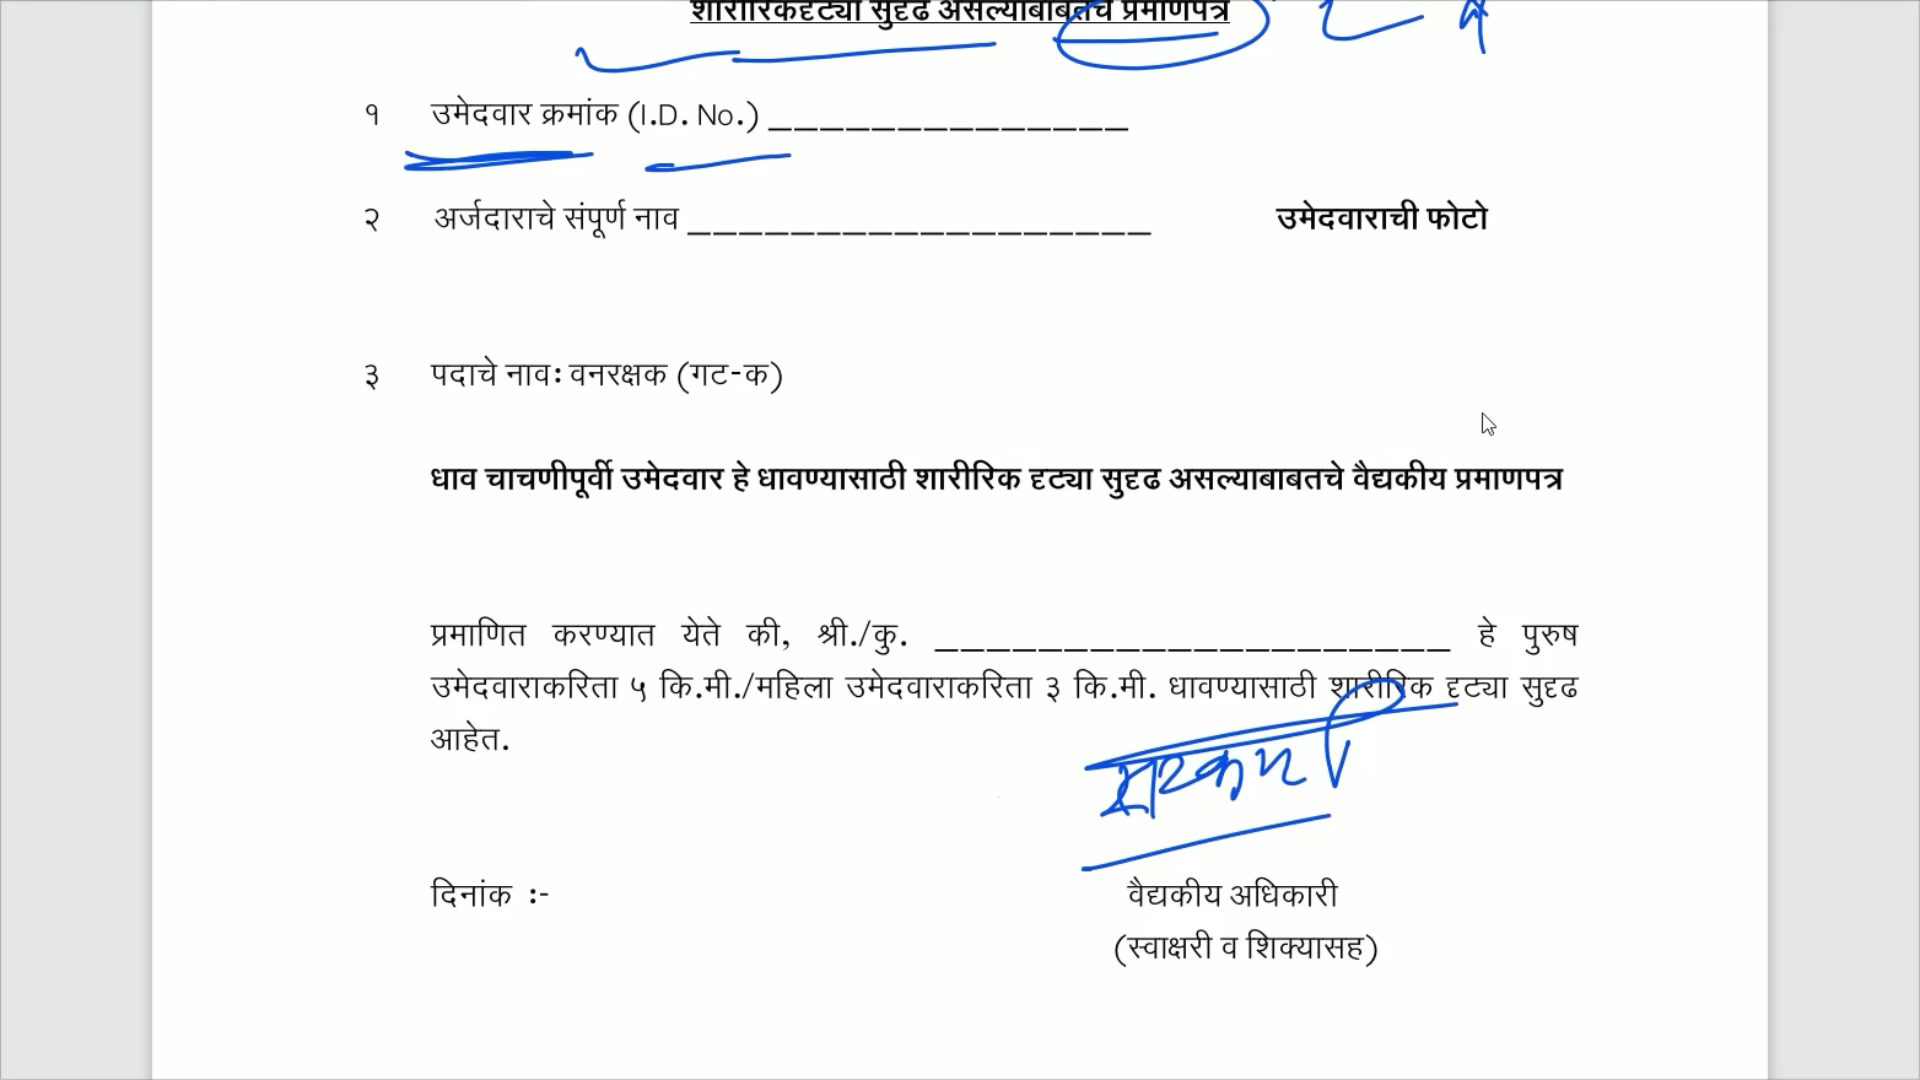 शारीरिकदृष्ट्या सुदृढ असल्याबाबतचे प्रमाणपत्र
१ उमेदवार क्रमांक (I.D. No.) ______________
२ अर्जदाराचे संपूर्ण नाव __________________ उमेदवाराची फोटो
३ पदाचे नाव: वनरक्षक (गट-क)
धाव चाचणीपूर्वी उमेदवार हे धावण्यासाठी शारीरिक दृष्ट्या सुदृढ असल्याबाबतचे वैद्यकीय प्रमाणपत्र
प्रमाणित करण्यात येते की, श्री./कु. ____________________ हे पुरुष
उमेदवाराकरिता ५ कि.मी./महिला उमेदवाराकरिता ३ कि.मी. धावण्यासाठी शारीरिक दृष्ट्या सुदृढ
आहेत.
दिनांक :-
वैद्यकीय अधिकारी
(स्वाक्षरी व शिक्यासह)